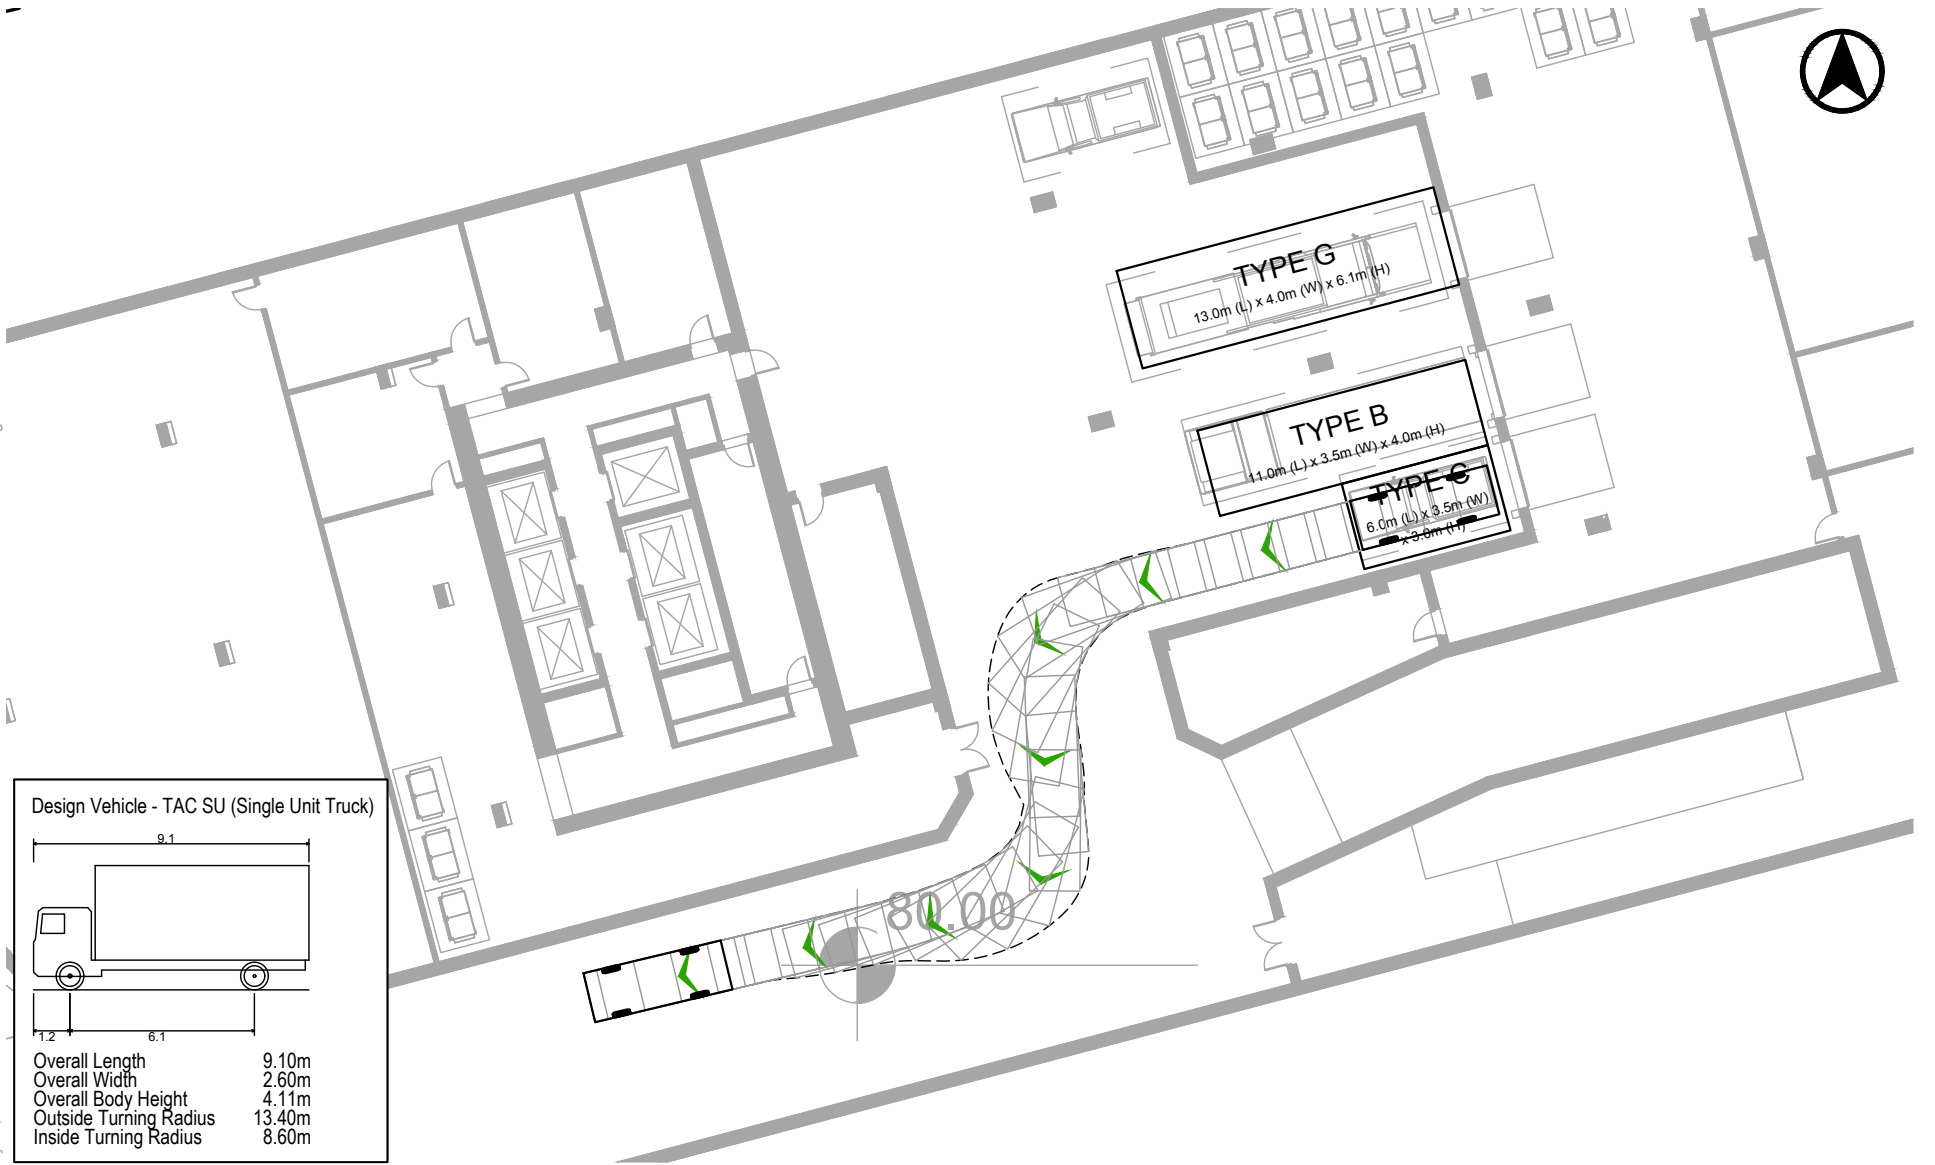 TYPE G
13.0m (L) x 4.0m (W) x 6.1m (H)
TYPE B
11.0m (L) x 3.5m (W) x 4.0m (H)
TYPE C
6.0m (L) x 3.5m (W)
x 3.0m (H)
80.00
Design Vehicle - TAC SU (Single Unit Truck)
9.1
1.2 6.1
Overall Length 9.10m
Overall Width 2.60m
Overall Body Height 4.11m
Outside Turning Radius 13.40m
Inside Turning Radius 8.60m